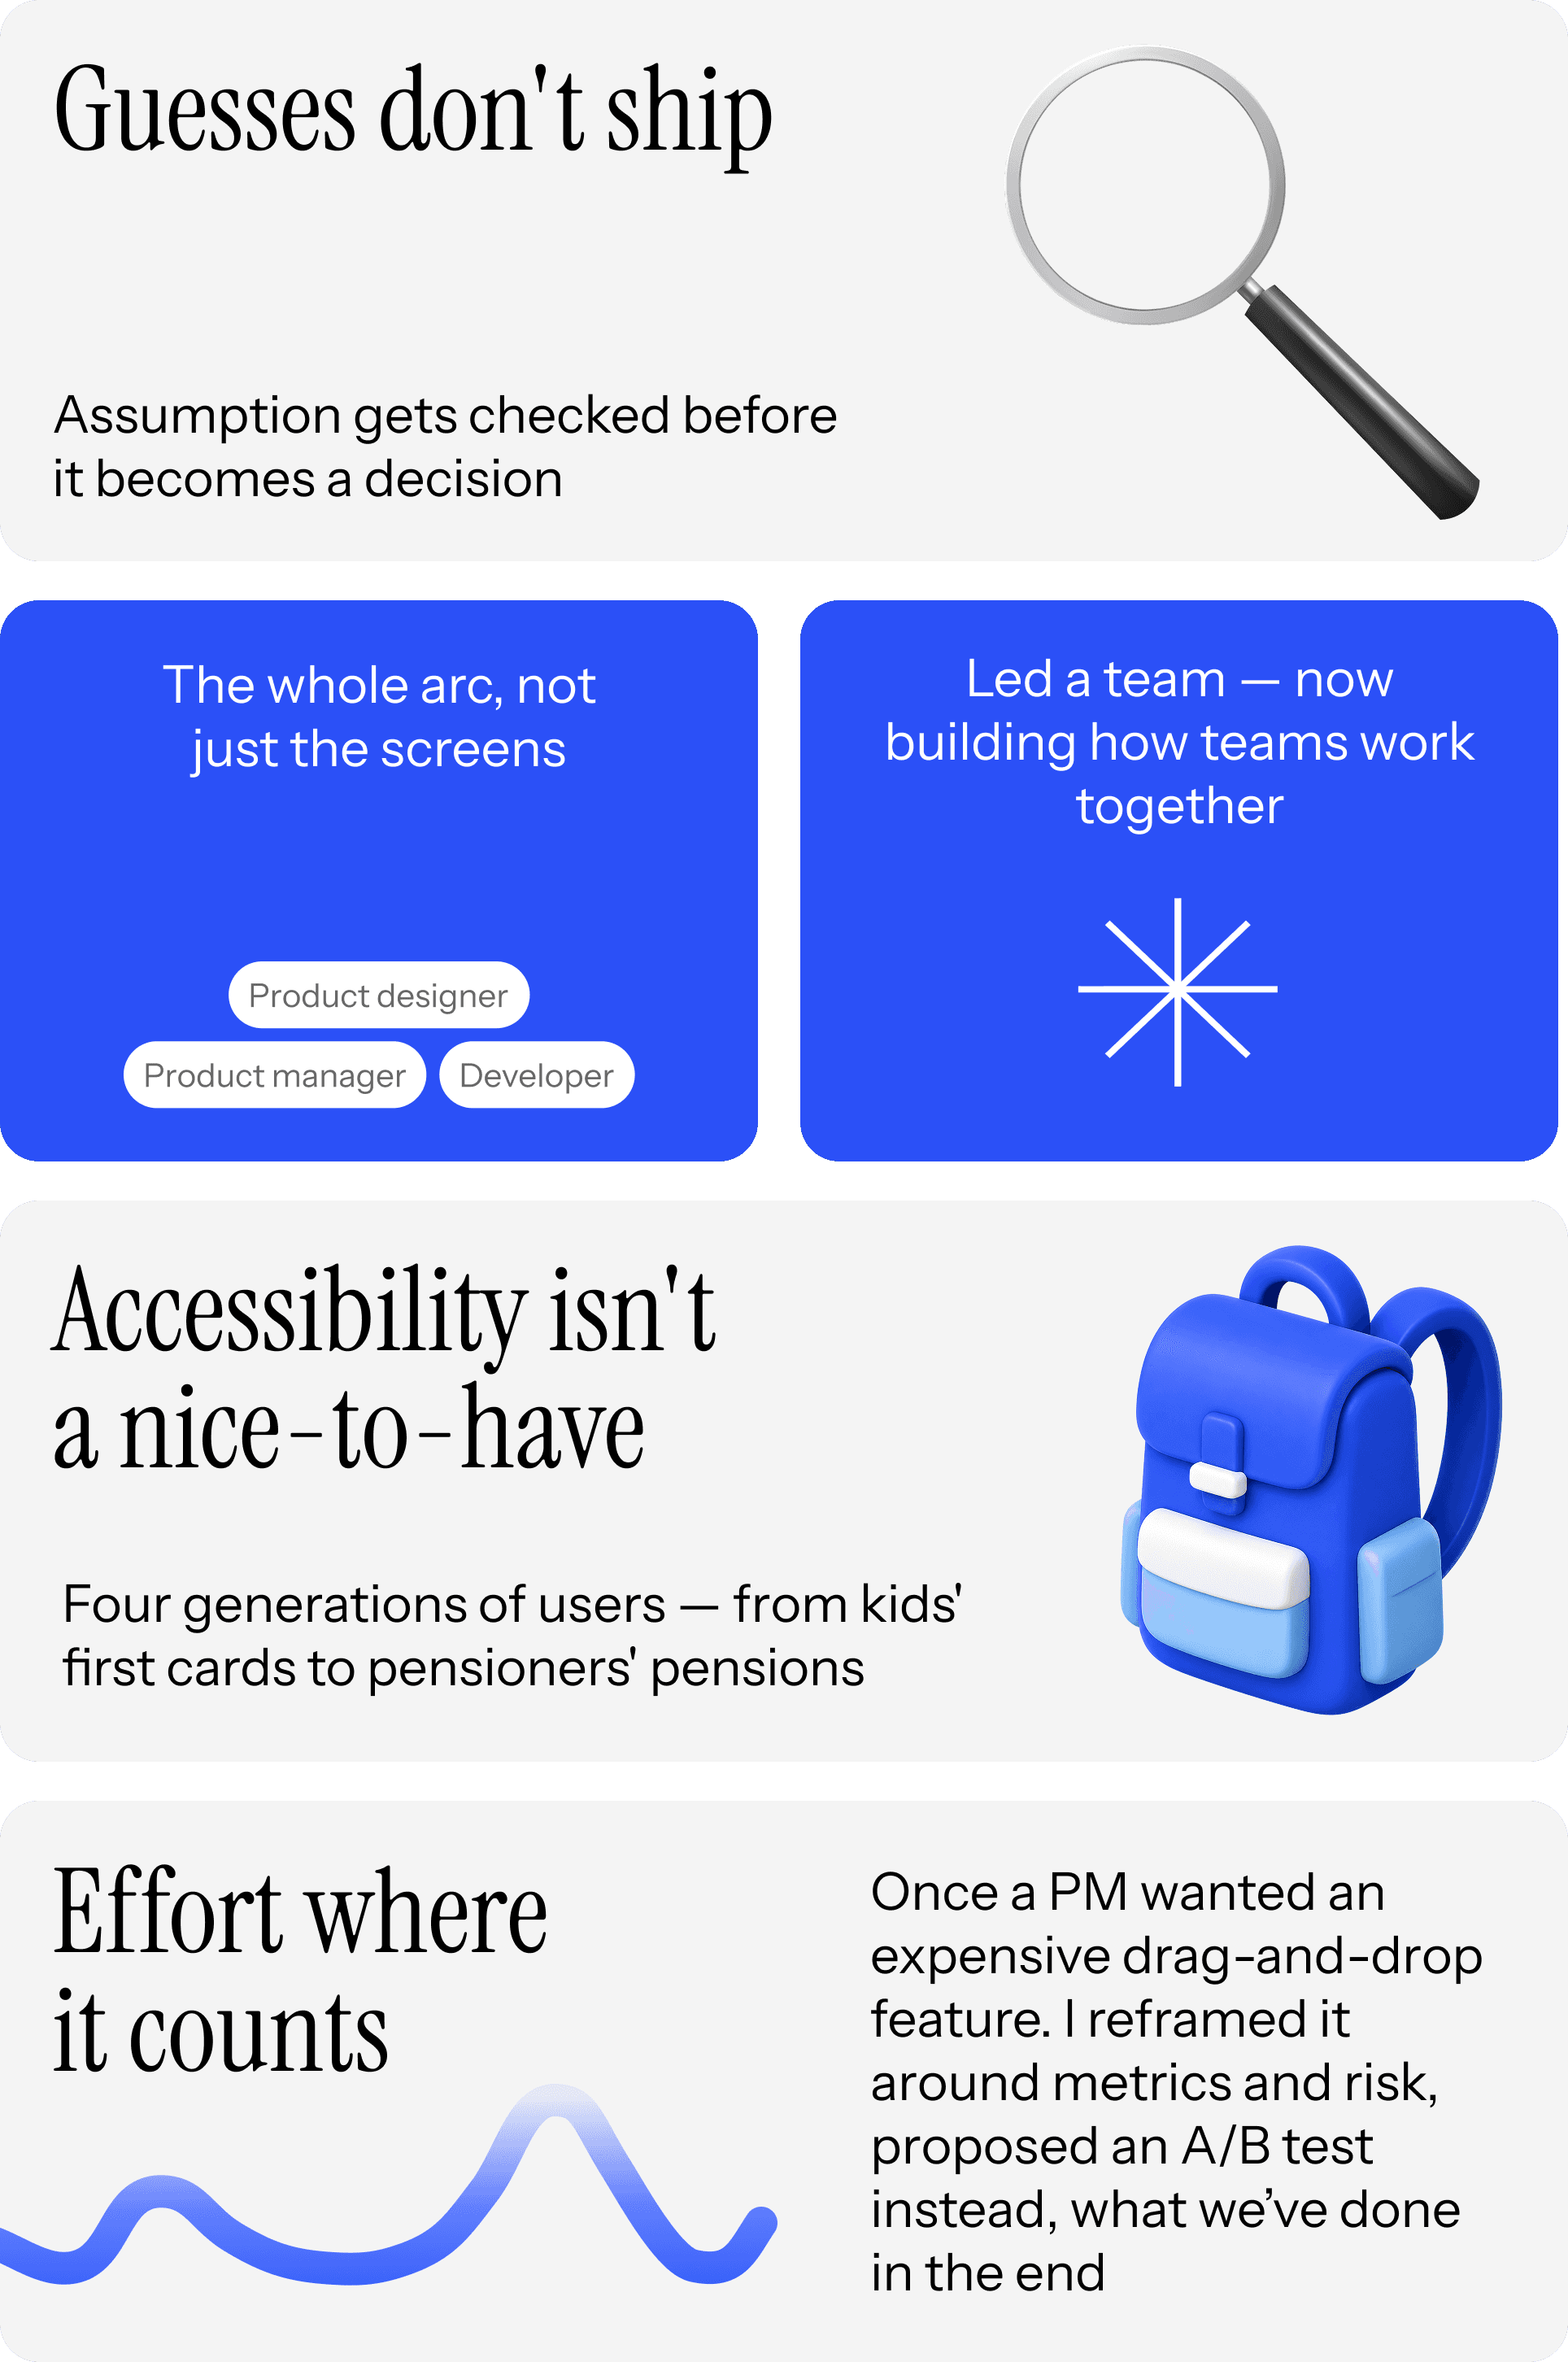 Guesses don't ship
Assumption gets checked before
it becomes a decision
The whole arc, not
just the screens
Product designer
Product manager
Developer
Led a team — now
building how teams work
together
Accessibility isn't
a nice-to-have
Four generations of users — from kids'
first cards to pensioners' pensions
Effort where
it counts
Once a PM wanted an
expensive drag-and-drop
feature. I reframed it
around metrics and risk,
proposed an A/B test
instead, what we’ve done
in the end